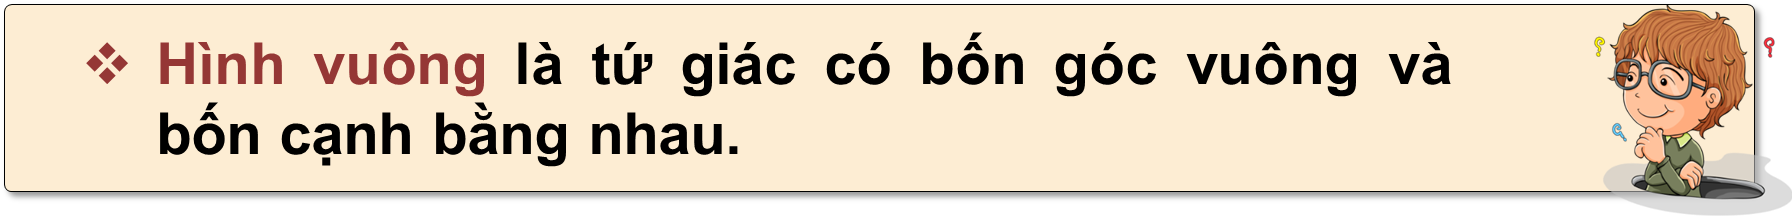 ❖ Hình vuông là tứ giác có bốn góc vuông và
bốn cạnh bằng nhau.